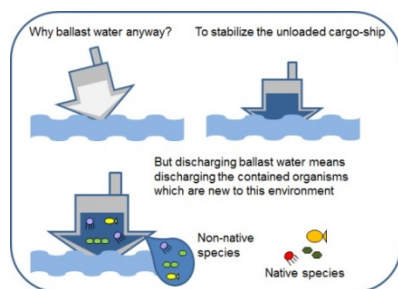 Why ballast water anyway?
To stabilize the unloaded cargo-ship
But discharging ballast water means
discharging the contained organisms
which are new to this environment
Non-native
species
Native species